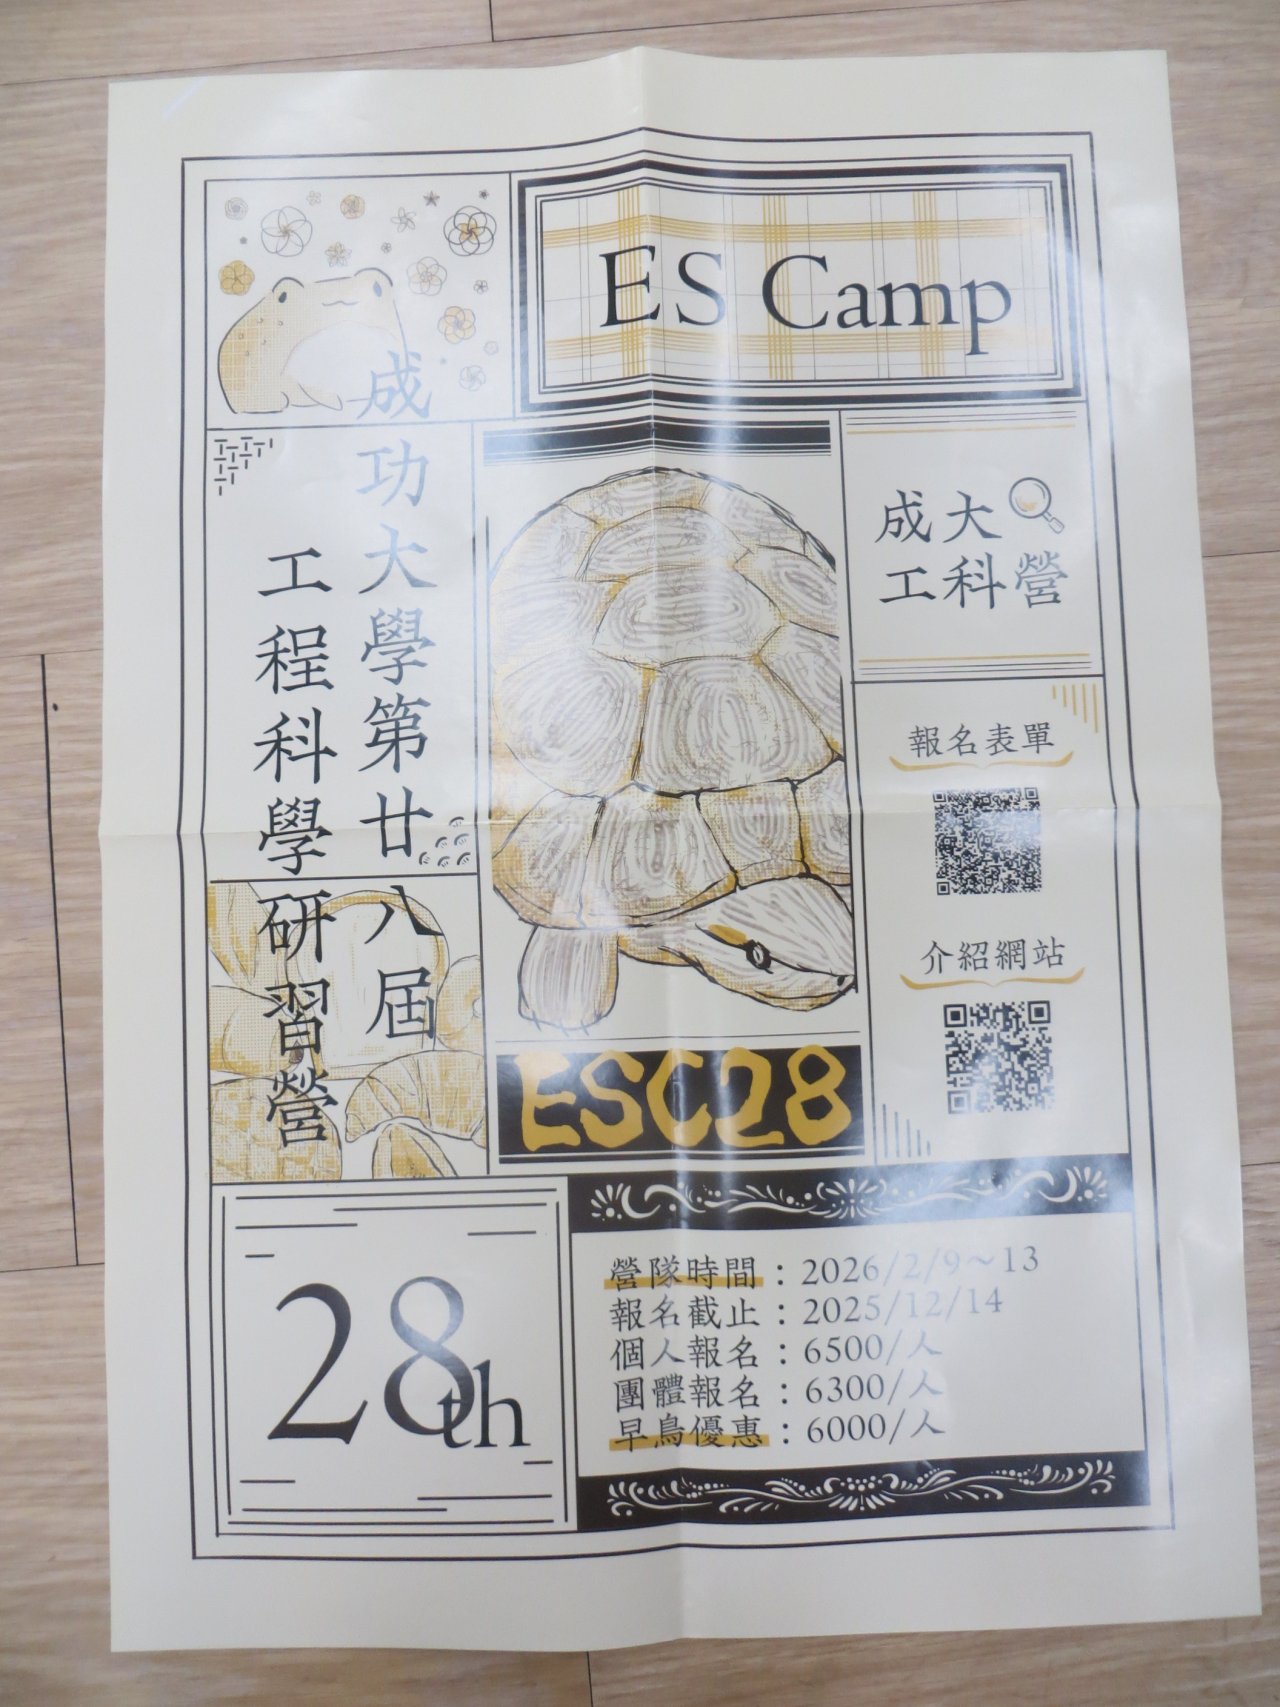 ES Camp
成功大學第廿八屆
工程科學研習營
成大
工科營
報名表單
介紹網站
ESC28
28th
營隊時間：2026/2/9～13
報名截止：2025/12/14
個人報名：6500/人
團體報名：6300/人
早鳥優惠：6000/人